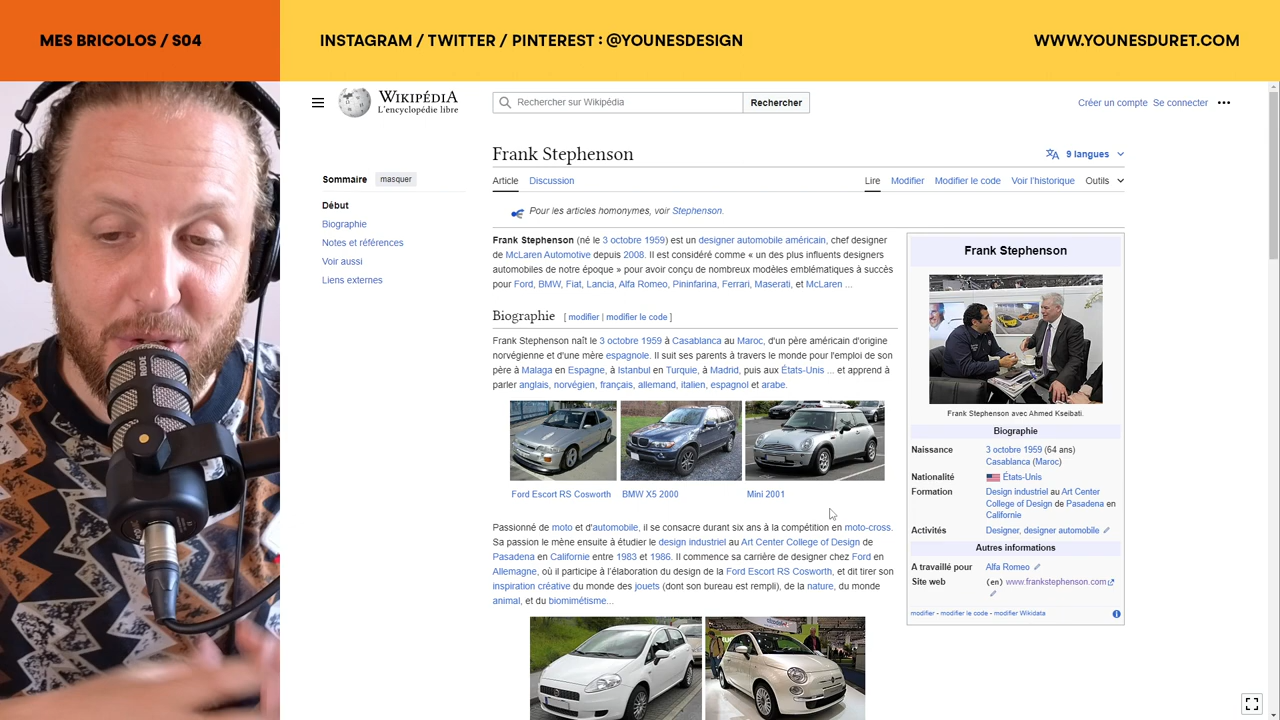 MES BRICOLOS / S04
INSTAGRAM / TWITTER / PINTEREST : @YOUNESDESIGN
WWW.YOUNESDURET.COM
WIKIPÉDIA
L'encyclopédie libre
Rechercher sur Wikipédia
Rechercher
Créer un compte Se connecter
Frank Stephenson
9 langues
Sommaire masquer
Début
Biographie
Notes et références
Voir aussi
Liens externes
Article Discussion
Lire Modifier Modifier le code Voir l'historique Outils
Pour les articles homonymes, voir Stephenson.
Frank Stephenson (né le 3 octobre 1959) est un designer automobile américain, chef designer
de McLaren Automotive depuis 2008. Il est considéré comme « un des plus influents designers
automobiles de notre époque » pour avoir conçu de nombreux modèles emblématiques à succès
pour Ford, BMW, Fiat, Lancia, Alfa Romeo, Pininfarina, Ferrari, Maserati, et McLaren ...
Biographie [ modifier | modifier le code ]
Frank Stephenson naît le 3 octobre 1959 à Casablanca au Maroc, d'un père américain d'origine
norvégienne et d'une mère espagnole. Il suit ses parents à travers le monde pour l'emploi de son
père à Malaga en Espagne, à Istanbul en Turquie, à Madrid, puis aux États-Unis ... et apprend à
parler anglais, norvégien, français, allemand, italien, espagnol et arabe.
Ford Escort RS Cosworth
BMW X5 2000
Mini 2001
Passionné de moto et d'automobile, il se consacre durant six ans à la compétition en moto-cross.
Sa passion le mène ensuite à étudier le design industriel au Art Center College of Design de
Pasadena en Californie entre 1983 et 1986. Il commence sa carrière de designer chez Ford en
Allemagne, où il participe à l'élaboration du design de la Ford Escort RS Cosworth, et dit tirer son
inspiration créative du monde des jouets (dont son bureau est rempli), de la nature, du monde
animal, et du biomimétisme...
Frank Stephenson
Frank Stephenson avec Ahmed Kseibati.
Biographie
Naissance 3 octobre 1959 (64 ans)
Casablanca (Maroc)
Nationalité États-Unis
Formation Design industriel au Art Center
College of Design de Pasadena en
Californie
Activités Designer, designer automobile
Autres informations
A travaillé pour Alfa Romeo
Site web (en) www.frankstephenson.com
modifier - modifier le code - modifier Wikidata
RØDE